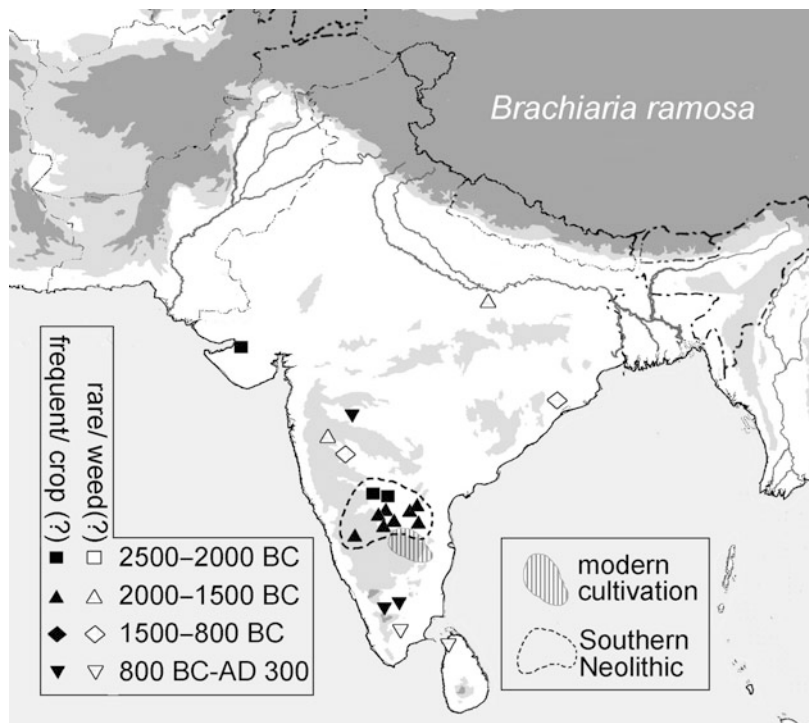 Brachiaria ramosa
frequent/ crop (?)
rare/ weed(?)
2500–2000 BC
2000–1500 BC
1500–800 BC
800 BC-AD 300
modern
cultivation
Southern
Neolithic